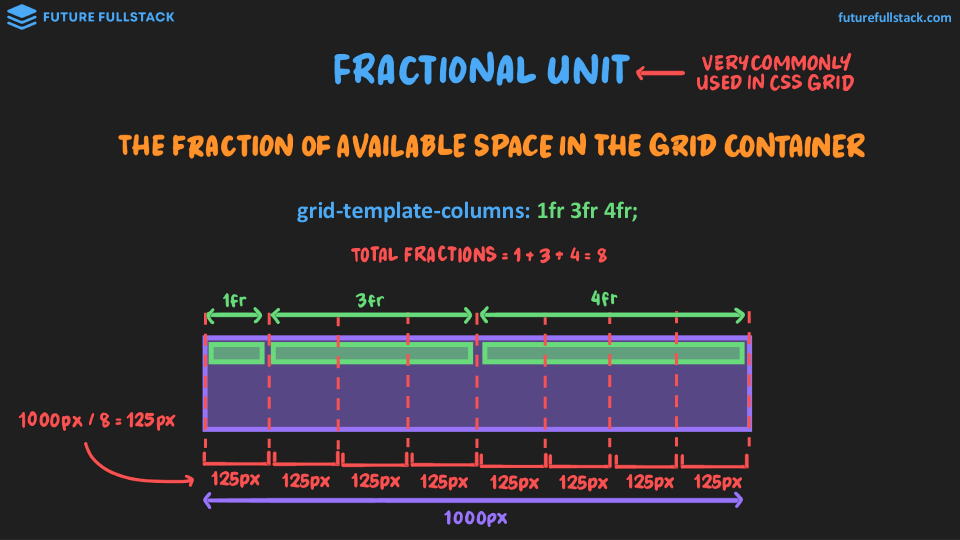 FUTURE FULLSTACK
futurefullstack.com
FRACTIONAL UNIT
VERY COMMONLY
USED IN CSS GRID
THE FRACTION OF AVAILABLE SPACE IN THE GRID CONTAINER
grid-template-columns: 1fr 3fr 4fr;
TOTAL FRACTIONS = 1 + 3 + 4 = 8
1fr 3fr 4fr
1000px / 8 = 125px
125px 125px 125px 125px 125px 125px 125px 125px
1000px